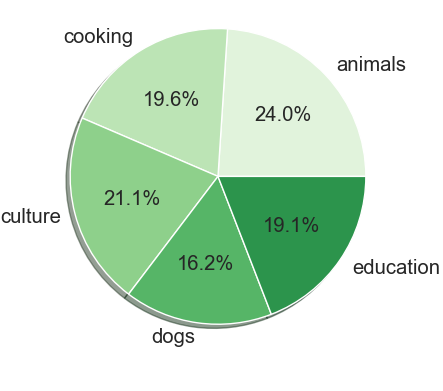 cooking
animals
19.6%
24.0%
culture
21.1%
19.1%
education
16.2%
dogs